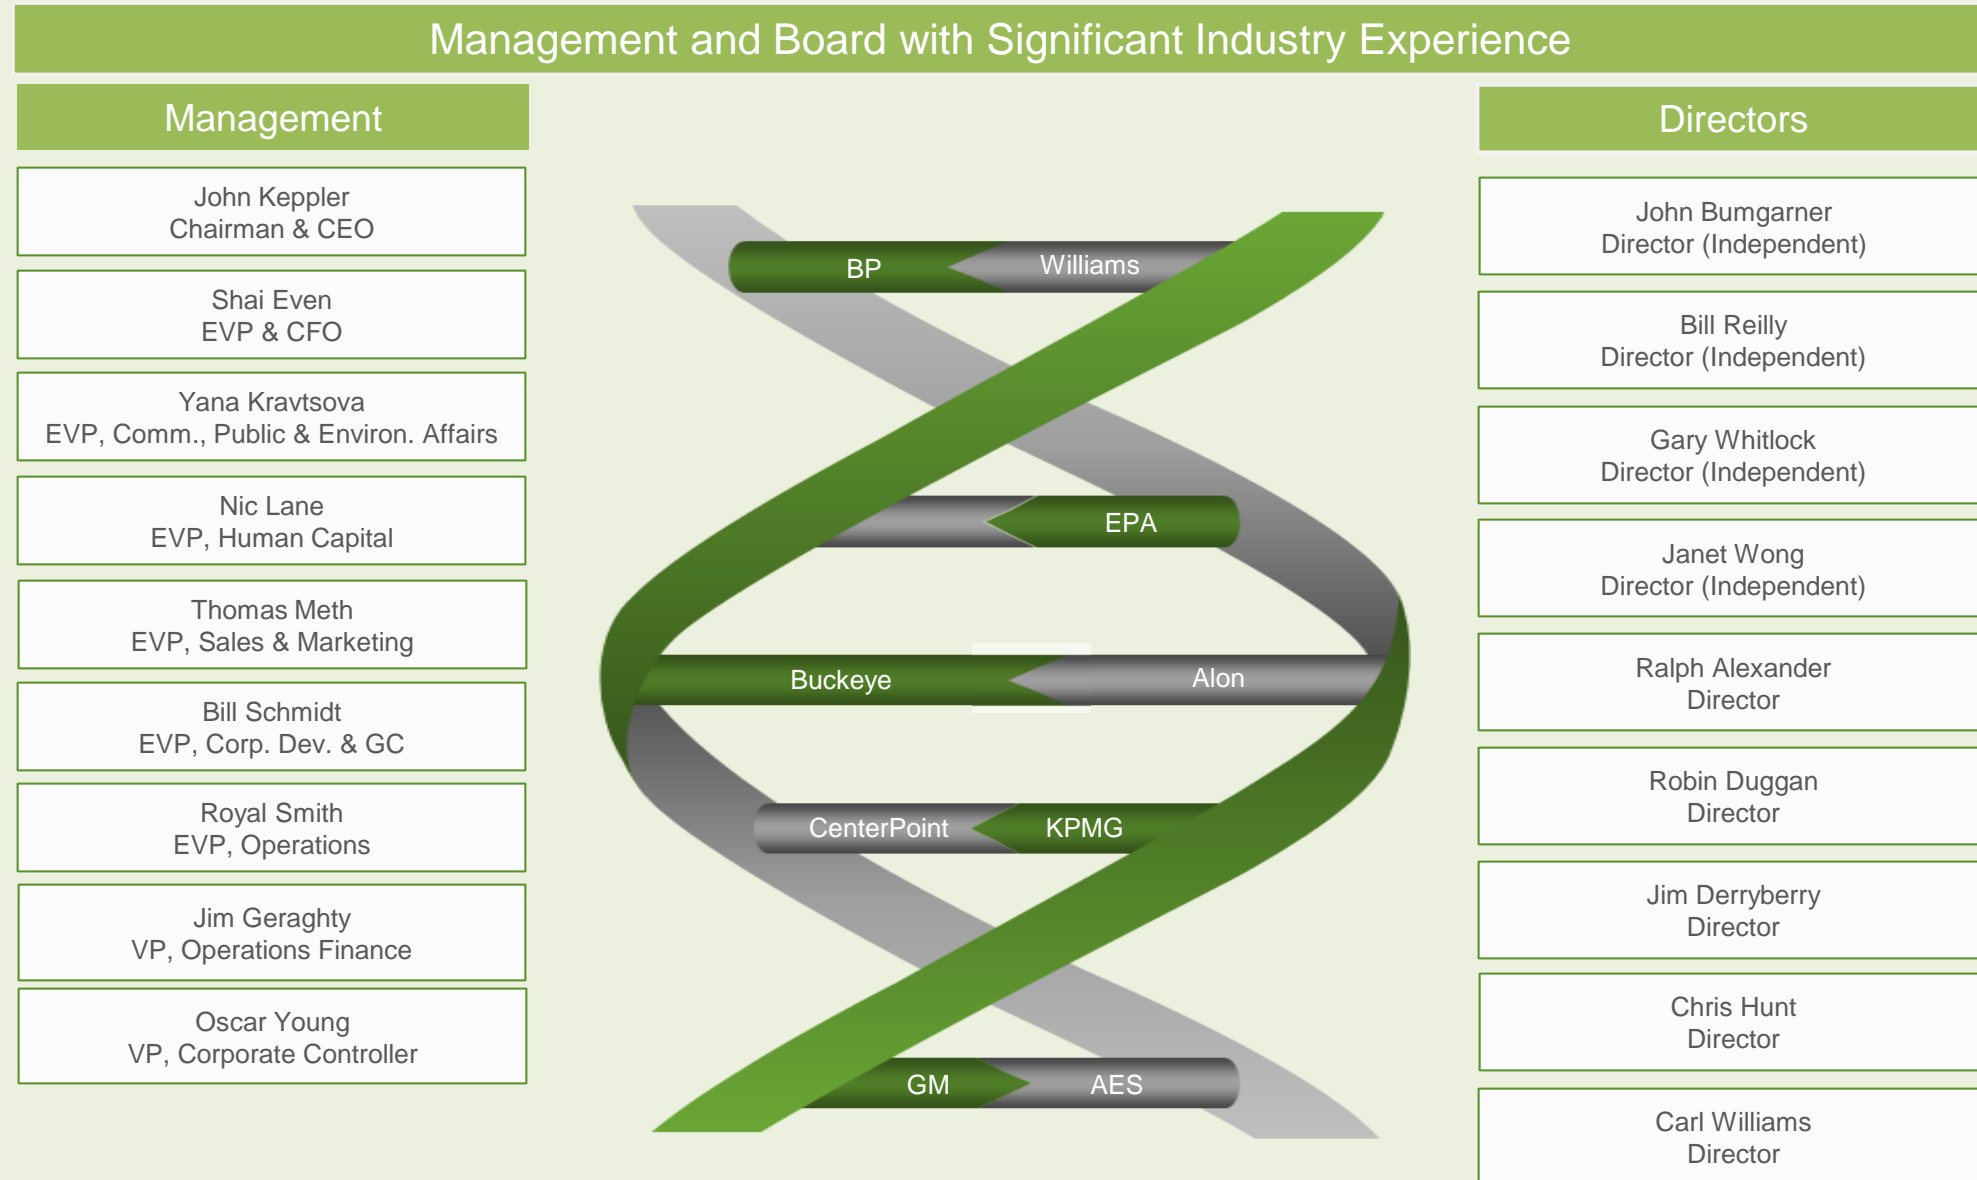 Management and Board with Significant Industry Experience
Management
John Keppler
Chairman & CEO
Shai Even
EVP & CFO
Yana Kravtsova
EVP, Comm., Public & Environ. Affairs
Nic Lane
EVP, Human Capital
Thomas Meth
EVP, Sales & Marketing
Bill Schmidt
EVP, Corp. Dev. & GC
Royal Smith
EVP, Operations
Jim Geraghty
VP, Operations Finance
Oscar Young
VP, Corporate Controller
BP
Williams
EPA
Buckeye
Alon
CenterPoint
KPMG
GM
AES
Directors
John Bumgarner
Director (Independent)
Bill Reilly
Director (Independent)
Gary Whitlock
Director (Independent)
Janet Wong
Director (Independent)
Ralph Alexander
Director
Robin Duggan
Director
Jim Derryberry
Director
Chris Hunt
Director
Carl Williams
Director